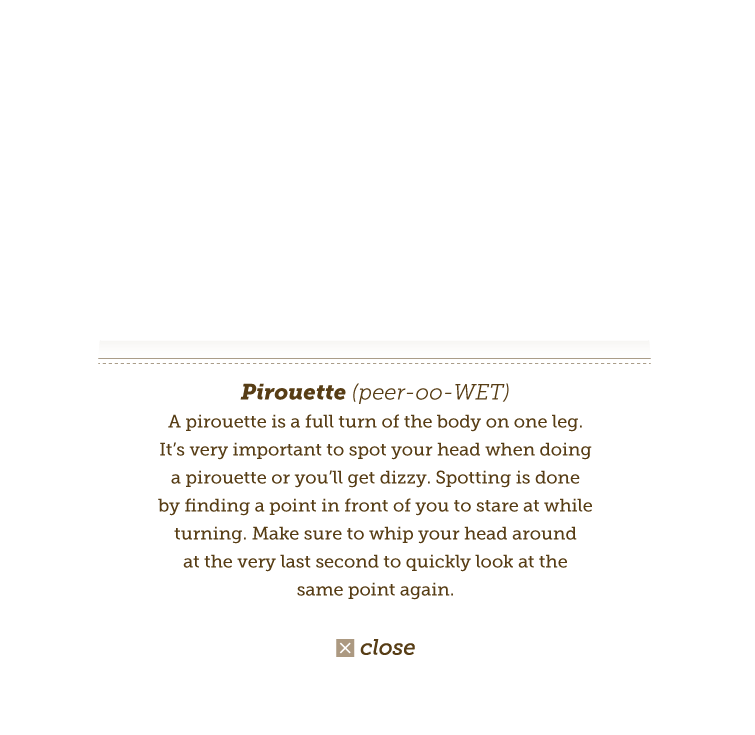 Pirouette (peer-oo-WET)
A pirouette is a full turn of the body on one leg.
It’s very important to spot your head when doing
a pirouette or you’ll get dizzy. Spotting is done
by finding a point in front of you to stare at while
turning. Make sure to whip your head around
at the very last second to quickly look at the
same point again.
close